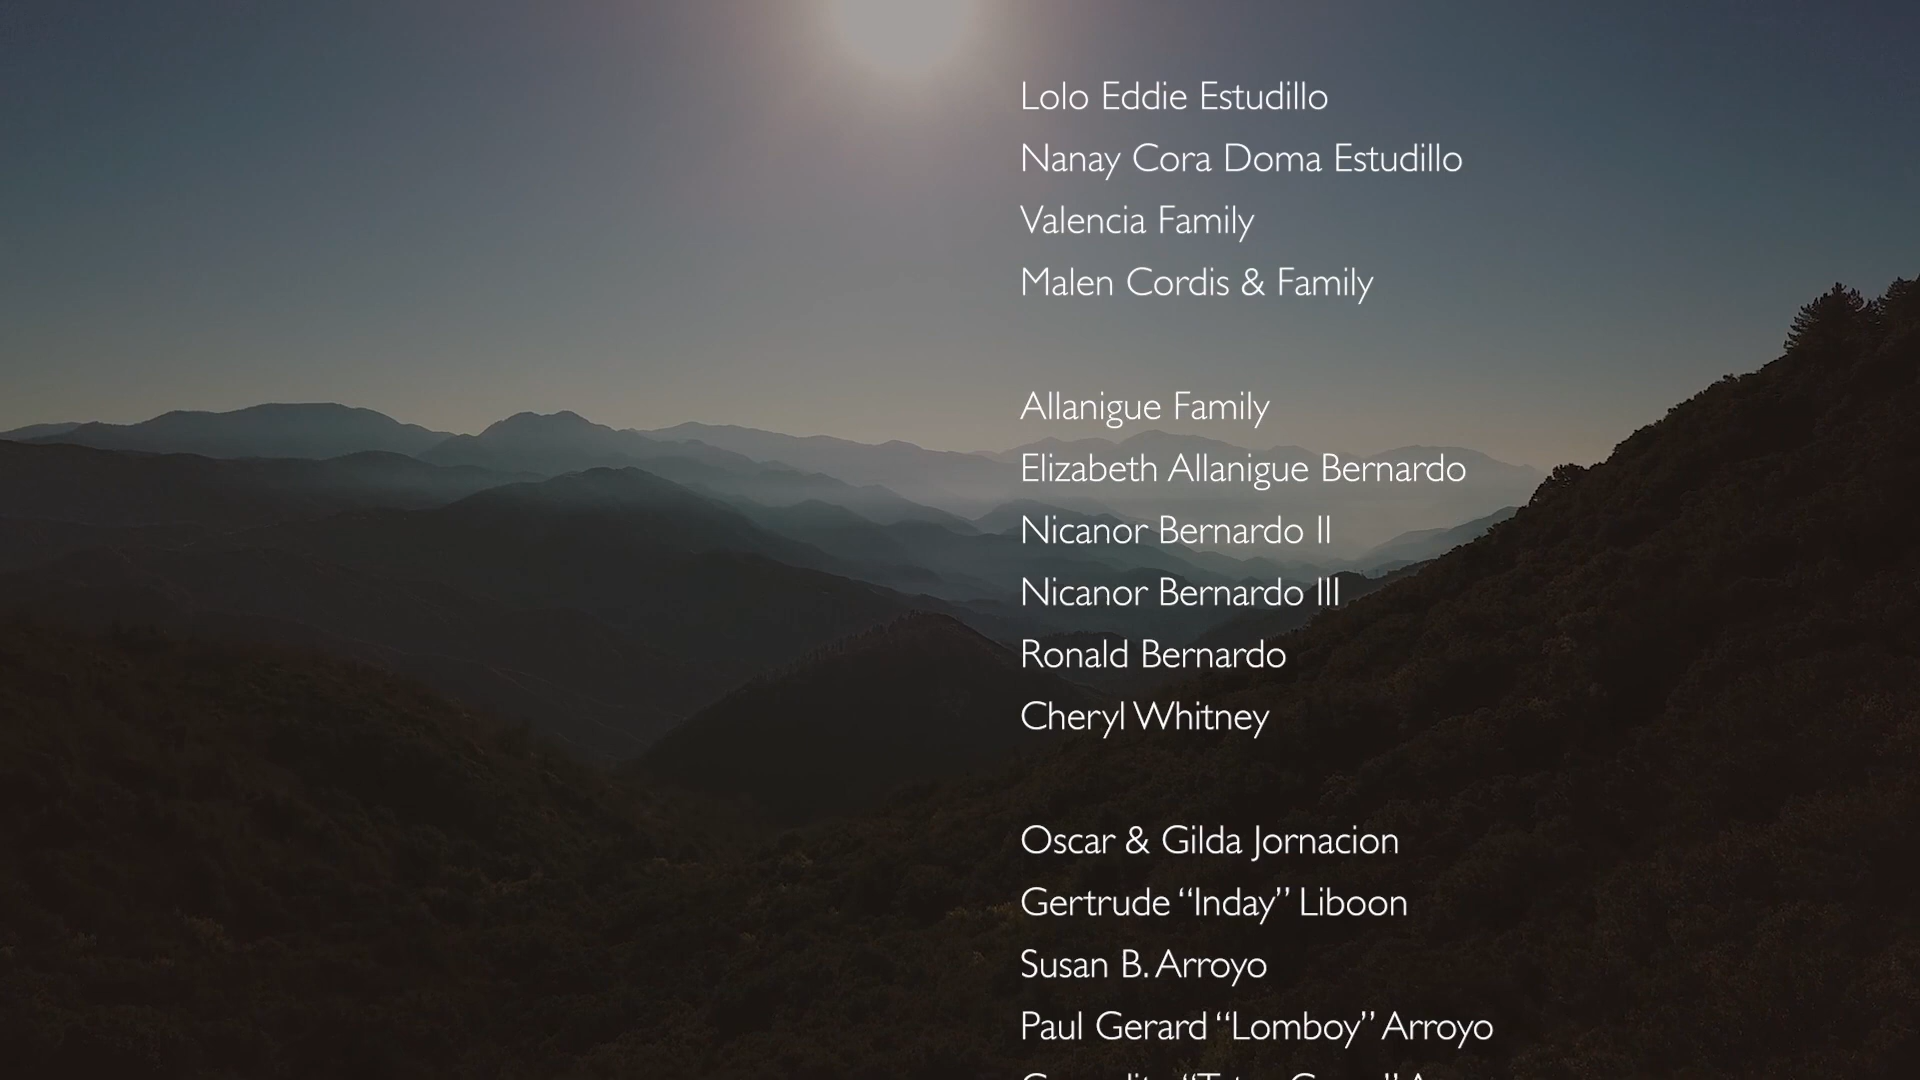 Lolo Eddie Estudillo
Nanay Cora Doma Estudillo
Valencia Family
Malen Cordis & Family
Allanigue Family
Elizabeth Allanigue Bernardo
Nicanor Bernardo II
Nicanor Bernardo III
Ronald Bernardo
Cheryl Whitney
Oscar & Gilda Jornacion
Gertrude “Inday” Liboon
Susan B. Arroyo
Paul Gerard “Lomboy” Arroyo